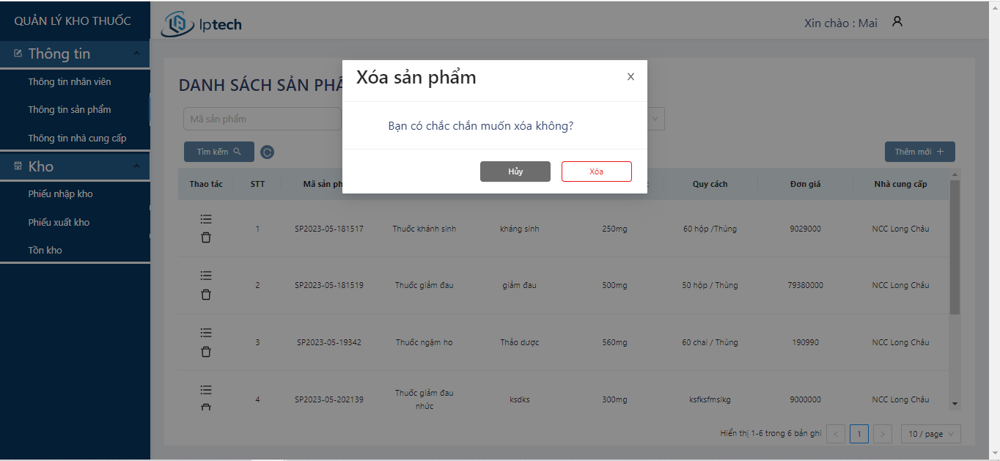 QUẢN LÝ KHO THUỐC
Thông tin
Thông tin nhân viên
Thông tin sản phẩm
Thông tin nhà cung cấp
Kho
Phiếu nhập kho
Phiếu xuất kho
Tồn kho
lptech
Xin chào : Mai
DANH SÁCH SẢN PHẨ
Mã sản phẩm
Tìm kếm
Thêm mới
Xóa sản phẩm
Bạn có chắc chắn muốn xóa không?
Hủy Xóa
Thao tác STT Mã sản ph Quy cách Đơn giá Nhà cung cấp
1 SP2023-05-181517 Thuốc khánh sinh kháng sinh 250mg 60 hộp /Thùng 9029000 NCC Long Châu
2 SP2023-05-181519 Thuốc giảm đau giảm đau 500mg 50 hộp / Thùng 79380000 NCC Long Châu
3 SP2023-05-19342 Thuốc ngậm ho Thảo dược 560mg 60 chai / Thùng 190990 NCC Long Châu
4 SP2023-05-202139 Thuốc giảm đau nhức ksdks 300mg ksfksfmslkg 9000000 NCC Long Châu
Hiển thị 1-6 trong 6 bản ghi < 1 > 10 / page